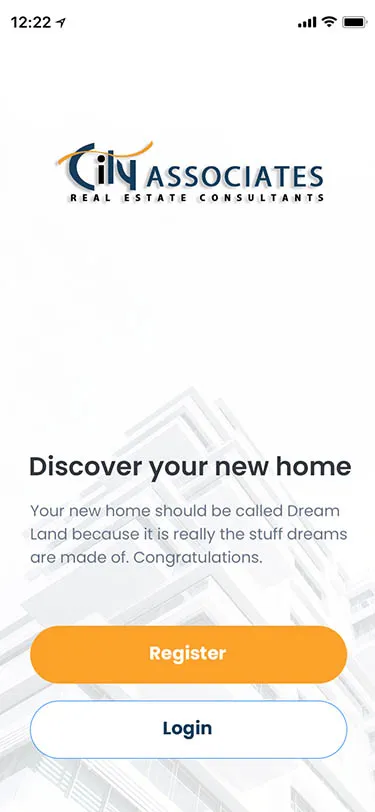 12:22
City ASSOCIATES
REAL ESTATE CONSULTANTS
Discover your new home
Your new home should be called Dream
Land because it is really the stuff dreams
are made of. Congratulations.
Register
Login